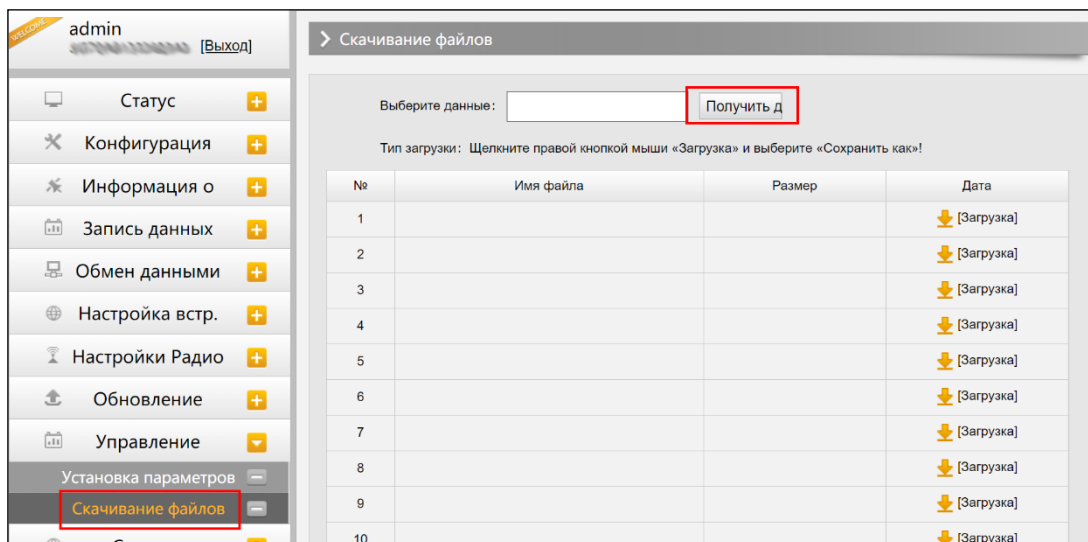 WELCOME
admin
[Выход]
Статус
Конфигурация
Информация о
Запись данных
Обмен данными
Настройка встр.
Настройки Радио
Обновление
Управление
Установка параметров
Скачивание файлов
Скачивание файлов
Выберите данные: Получить д
Тип загрузки: Щелкните правой кнопкой мыши «Загрузка» и выберите «Сохранить как»!
№ Имя файла Размер Дата
1 [Загрузка]
2 [Загрузка]
3 [Загрузка]
4 [Загрузка]
5 [Загрузка]
6 [Загрузка]
7 [Загрузка]
8 [Загрузка]
9 [Загрузка]
10 [Загрузка]